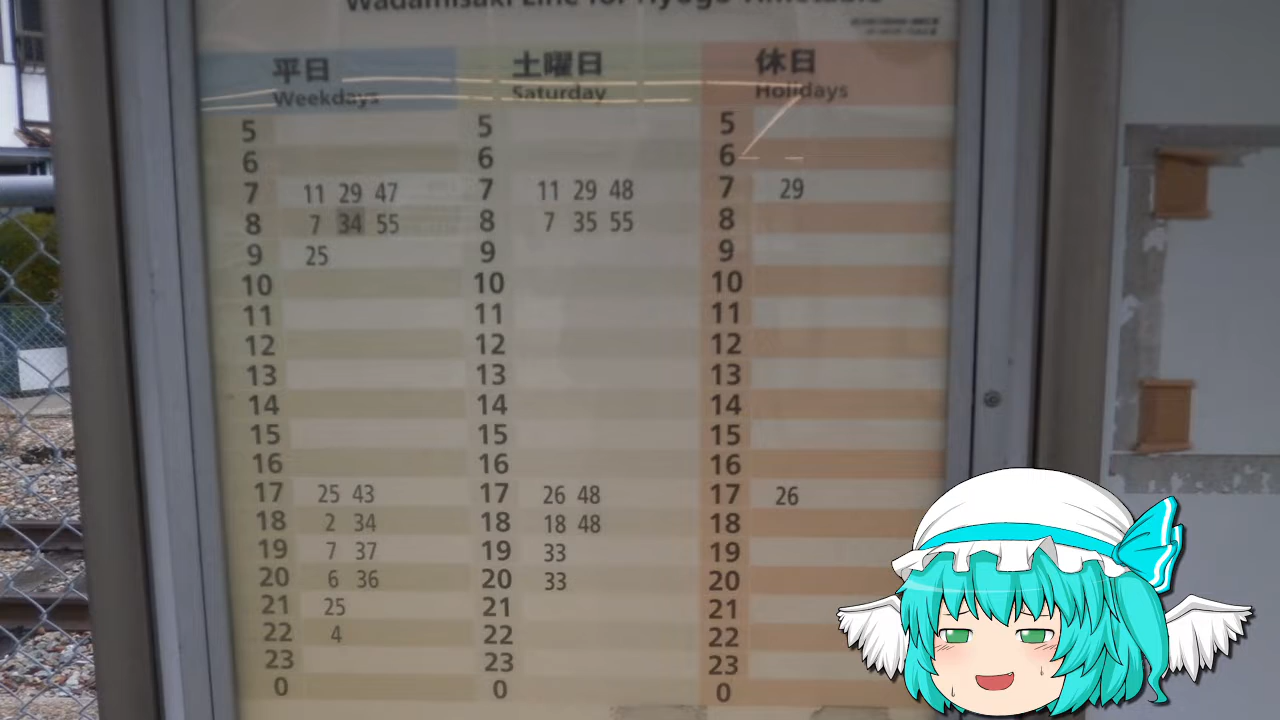 Wadamisaki Line for Hyogo Timetable
平日 土曜日 休日
Weekdays Saturday Holidays
5 5 5
6 6 6
7 11 29 47 7 11 29 48 7 29
8 7 34 55 8 7 35 55 8
9 25 9 9
10 10 10
11 11 11
12 12 12
13 13 13
14 14 14
15 15 15
16 16 16
17 25 43 17 26 48 17 26
18 2 34 18 18 48 18
19 7 37 19 33 19
20 6 36 20 33 20
21 25 21 21
22 4 22 22
23 23 23
0 0 0